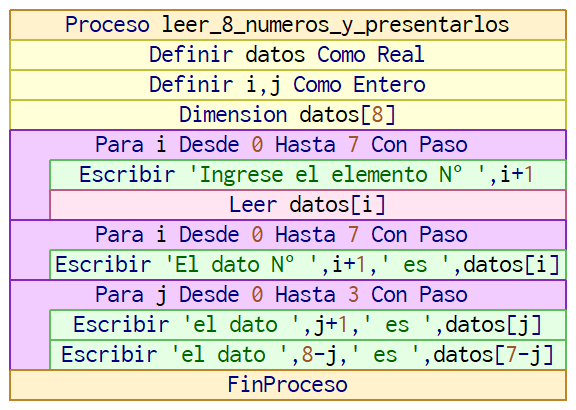 Proceso leer_8_numeros_y_presentarlos
Definir datos Como Real
Definir i,j Como Entero
Dimension datos[8]
Para i Desde 0 Hasta 7 Con Paso
Escribir 'Ingrese el elemento Nº ',i+1
Leer datos[i]
Para i Desde 0 Hasta 7 Con Paso
Escribir 'El dato Nº ',i+1,' es ',datos[i]
Para j Desde 0 Hasta 3 Con Paso
Escribir 'el dato ',j+1,' es ',datos[j]
Escribir 'el dato ',8-j,' es ',datos[7-j]
FinProceso